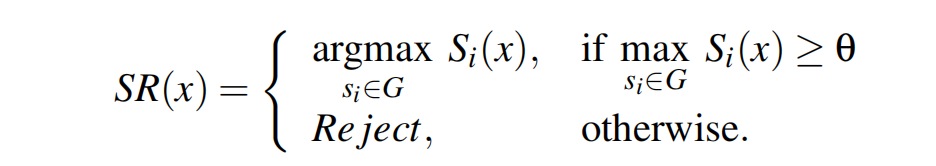 SR(x) = { argmax S_i(x), if max S_i(x) ≥ θ
s_i∈G s_i∈G
Reject, otherwise.